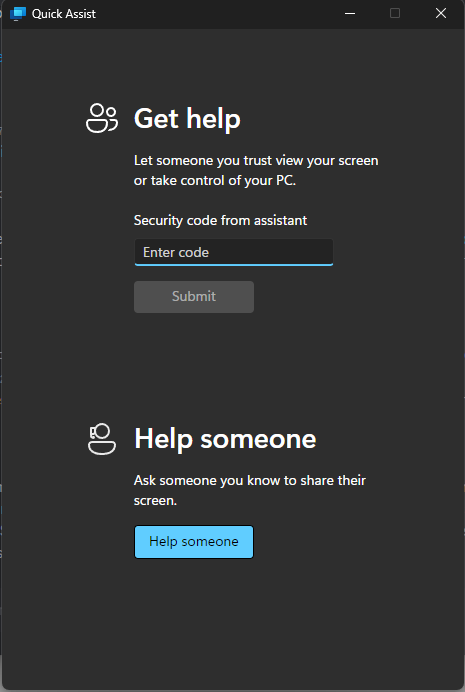 Quick Assist
Get help
Let someone you trust view your screen
or take control of your PC.
Security code from assistant
Enter code
Submit
Help someone
Ask someone you know to share their
screen.
Help someone